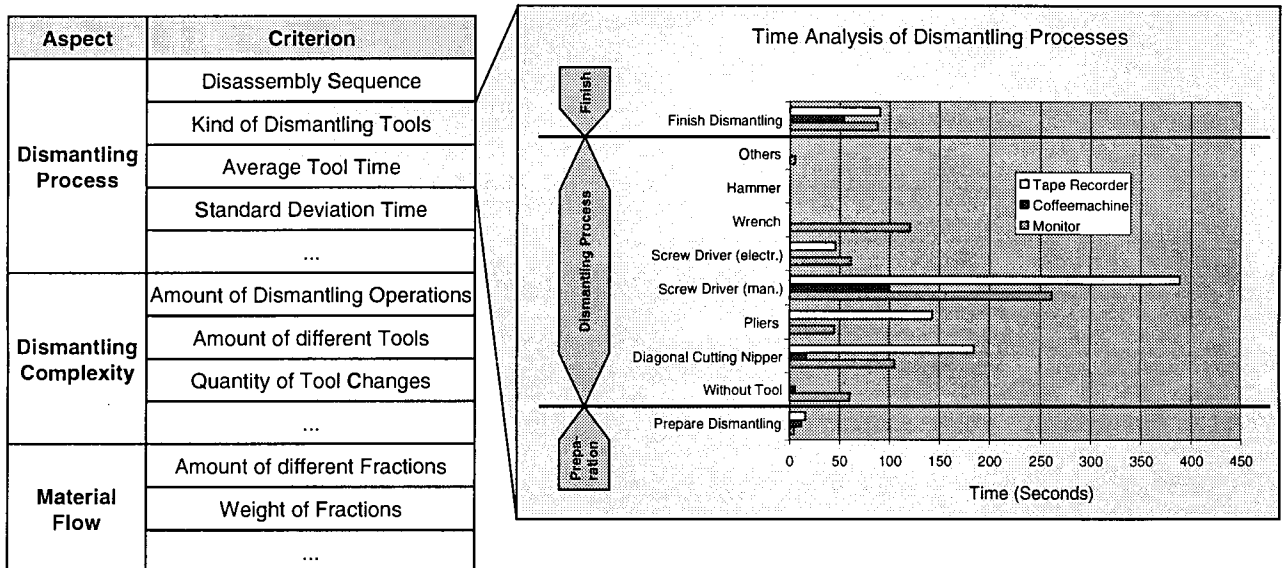 Aspect
Criterion
Dismantling
Process
Disassembly Sequence
Kind of Dismantling Tools
Average Tool Time
Standard Deviation Time
...
Dismantling
Complexity
Amount of Dismantling Operations
Amount of different Tools
Quantity of Tool Changes
...
Material
Flow
Amount of different Fractions
Weight of Fractions
...
Time Analysis of Dismantling Processes
Finish
Dismantling Process
Prepa-
ration
Finish Dismantling
Others
Hammer
Wrench
Screw Driver (electr.)
Screw Driver (man.)
Pliers
Diagonal Cutting Nipper
Without Tool
Prepare Dismantling
Tape Recorder
Coffeemachine
Monitor
0 50 100 150 200 250 300 350 400 450
Time (Seconds)